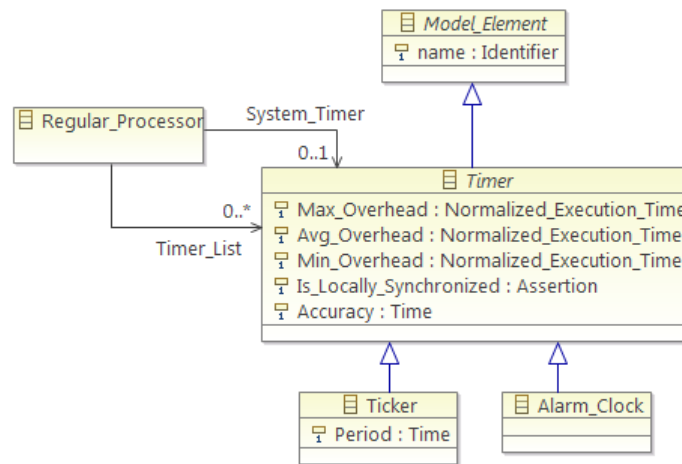 Model_Element
name : Identifier
Regular_Processor
System_Timer
0..1
Timer
0..*
Timer_List
Max_Overhead : Normalized_Execution_Time
Avg_Overhead : Normalized_Execution_Time
Min_Overhead : Normalized_Execution_Time
Is_Locally_Synchronized : Assertion
Accuracy : Time
Ticker
Period : Time
Alarm_Clock